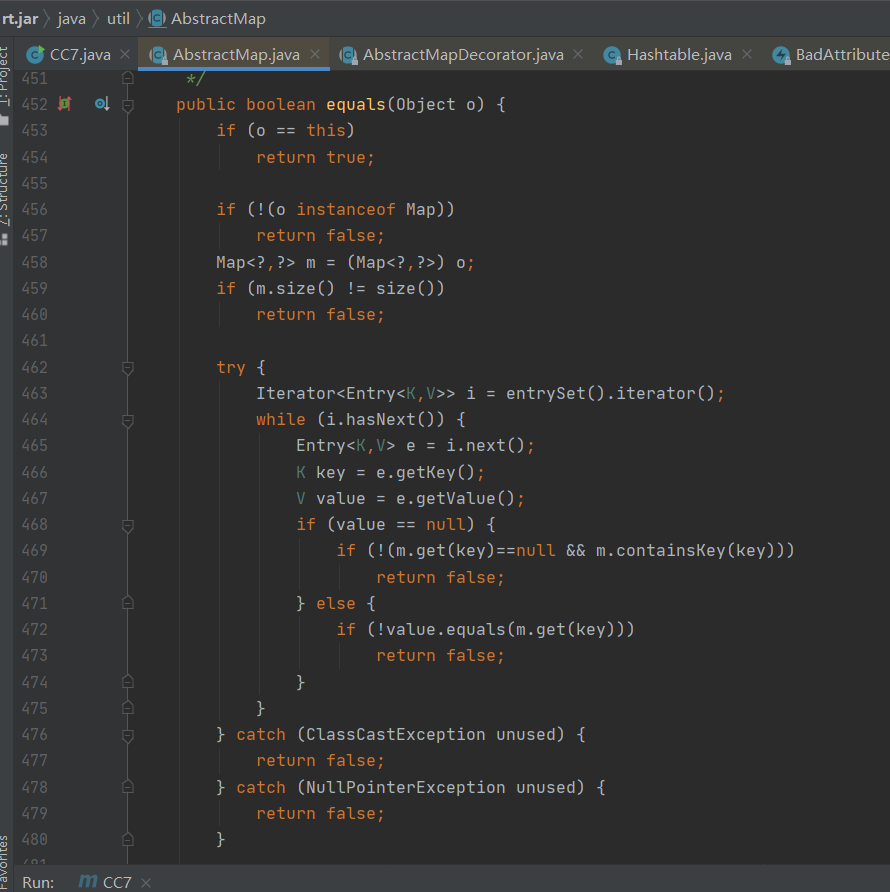 rt.jar java util AbstractMap
CC7.java AbstractMap.java AbstractMapDecorator.java Hashtable.java BadAttribute
1: Project
7: Structure
Favorites
451 */
452 public boolean equals(Object o) {
453 if (o == this)
454 return true;
455
456 if (!(o instanceof Map))
457 return false;
458 Map<?,?> m = (Map<?,?>) o;
459 if (m.size() != size())
460 return false;
461
462 try {
463 Iterator<Entry<K,V>> i = entrySet().iterator();
464 while (i.hasNext()) {
465 Entry<K,V> e = i.next();
466 K key = e.getKey();
467 V value = e.getValue();
468 if (value == null) {
469 if (!(m.get(key)==null && m.containsKey(key)))
470 return false;
471 } else {
472 if (!value.equals(m.get(key)))
473 return false;
474 }
475 }
476 } catch (ClassCastException unused) {
477 return false;
478 } catch (NullPointerException unused) {
479 return false;
480 }
481
Run: CC7